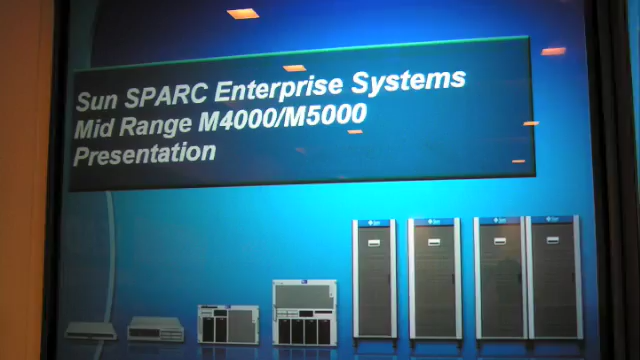 Sun SPARC Enterprise Systems
Mid Range M4000/M5000
Presentation